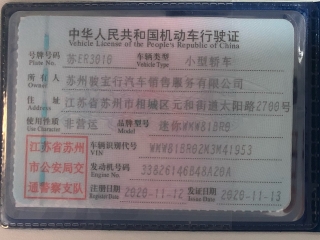 中华人民共和国机动车行驶证
Vehicle License of the People's Republic of China
号牌号码 苏ER3010 车辆类型 小型轿车
Plate No. Vehicle Type
所有人 苏州骏宝行汽车销售服务有限公司
Owner
住址 江苏省苏州市相城区元和街道太阳路2700号
Address
使用性质 非营运 品牌型号 迷你WMWB1BR9
Use Character Model
江苏省苏州市公安局交通警察支队
车辆识别代号 WMWB1BR02M3M41953
VIN
发动机号码 33826146B48A20A
Engine No.
注册日期 2020-11-12 发证日期 2020-11-13
Register Date Issue Date